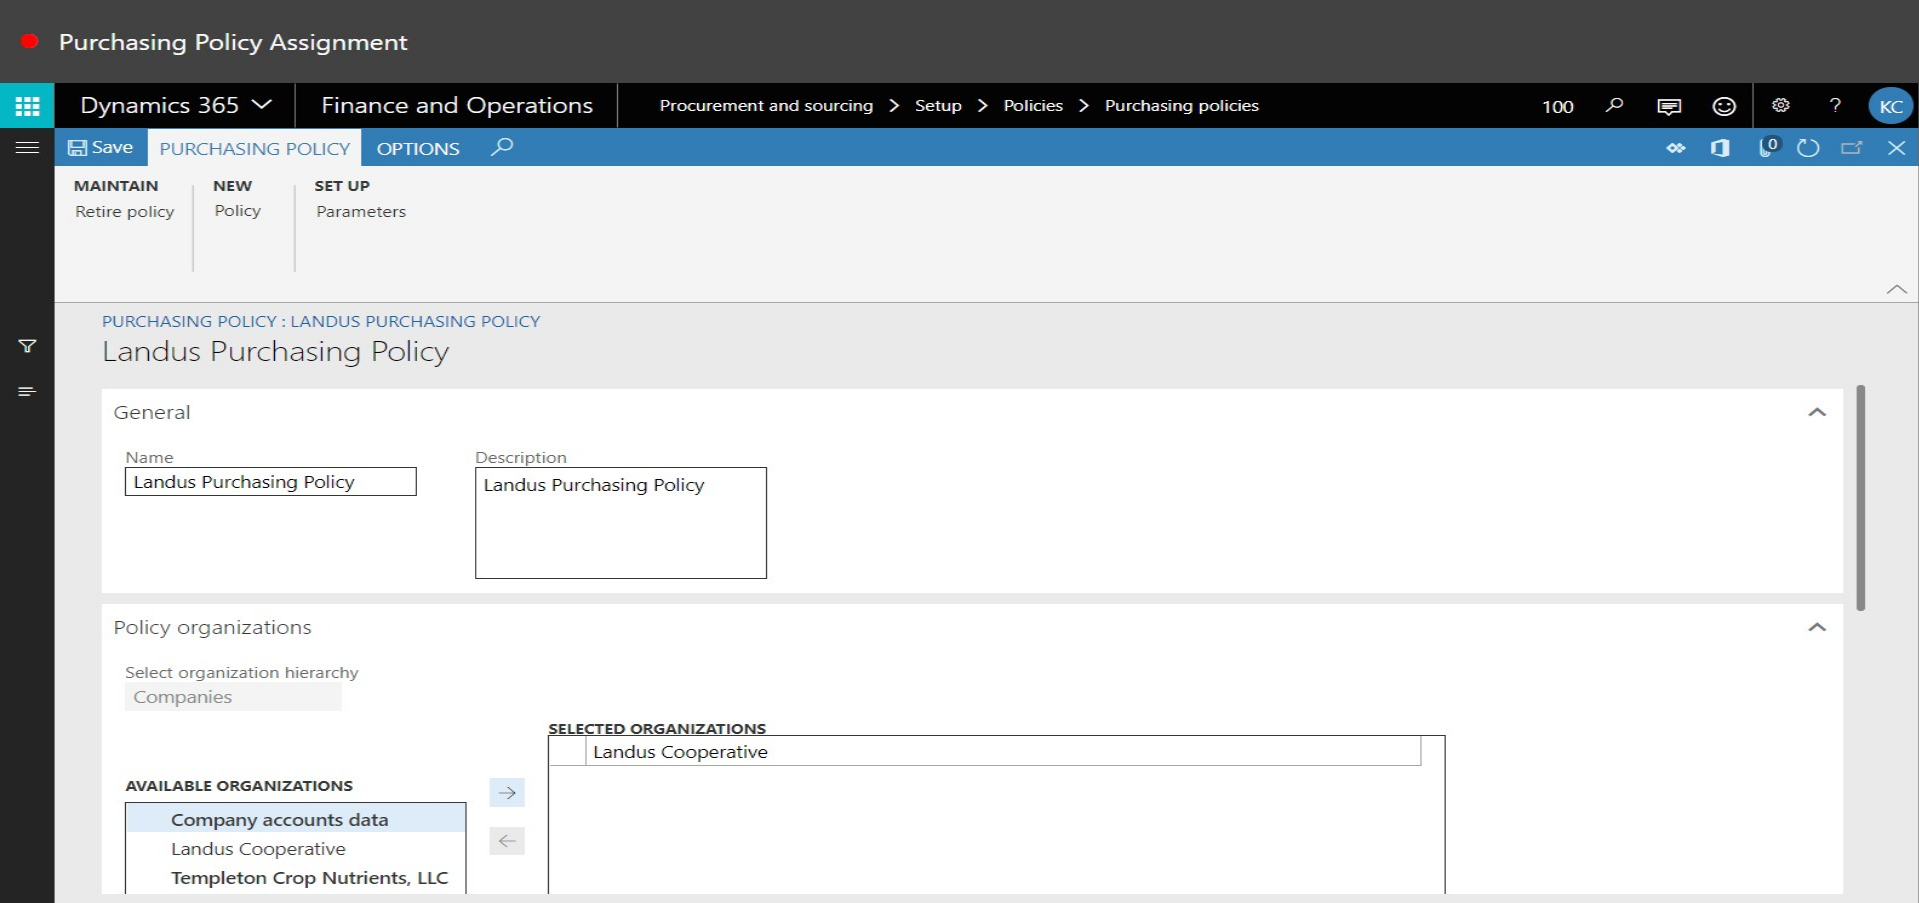 Purchasing Policy Assignment
Dynamics 365 Finance and Operations Procurement and sourcing > Setup > Policies > Purchasing policies 100 ? KC
Save PURCHASING POLICY OPTIONS 0
MAINTAIN NEW SET UP
Retire policy Policy Parameters
PURCHASING POLICY : LANDUS PURCHASING POLICY
Landus Purchasing Policy
General
Name Description
Landus Purchasing Policy Landus Purchasing Policy
Policy organizations
Select organization hierarchy
Companies
SELECTED ORGANIZATIONS
Landus Cooperative
AVAILABLE ORGANIZATIONS
Company accounts data
Landus Cooperative
Templeton Crop Nutrients, LLC